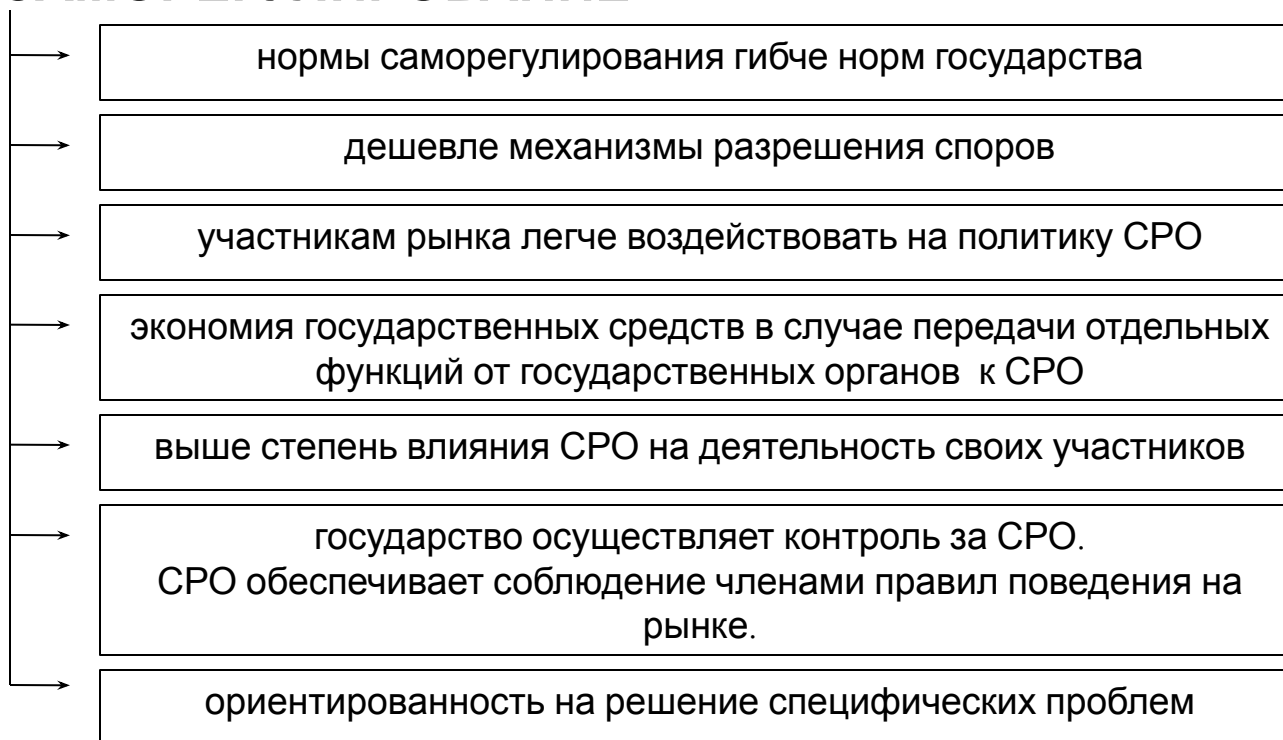 нормы саморегулирования гибче норм государства
дешевле механизмы разрешения споров
участникам рынка легче воздействовать на политику СРО
экономия государственных средств в случае передачи отдельных
функций от государственных органов к СРО
выше степень влияния СРО на деятельность своих участников
государство осуществляет контроль за СРО.
СРО обеспечивает соблюдение членами правил поведения на
рынке.
ориентированность на решение специфических проблем